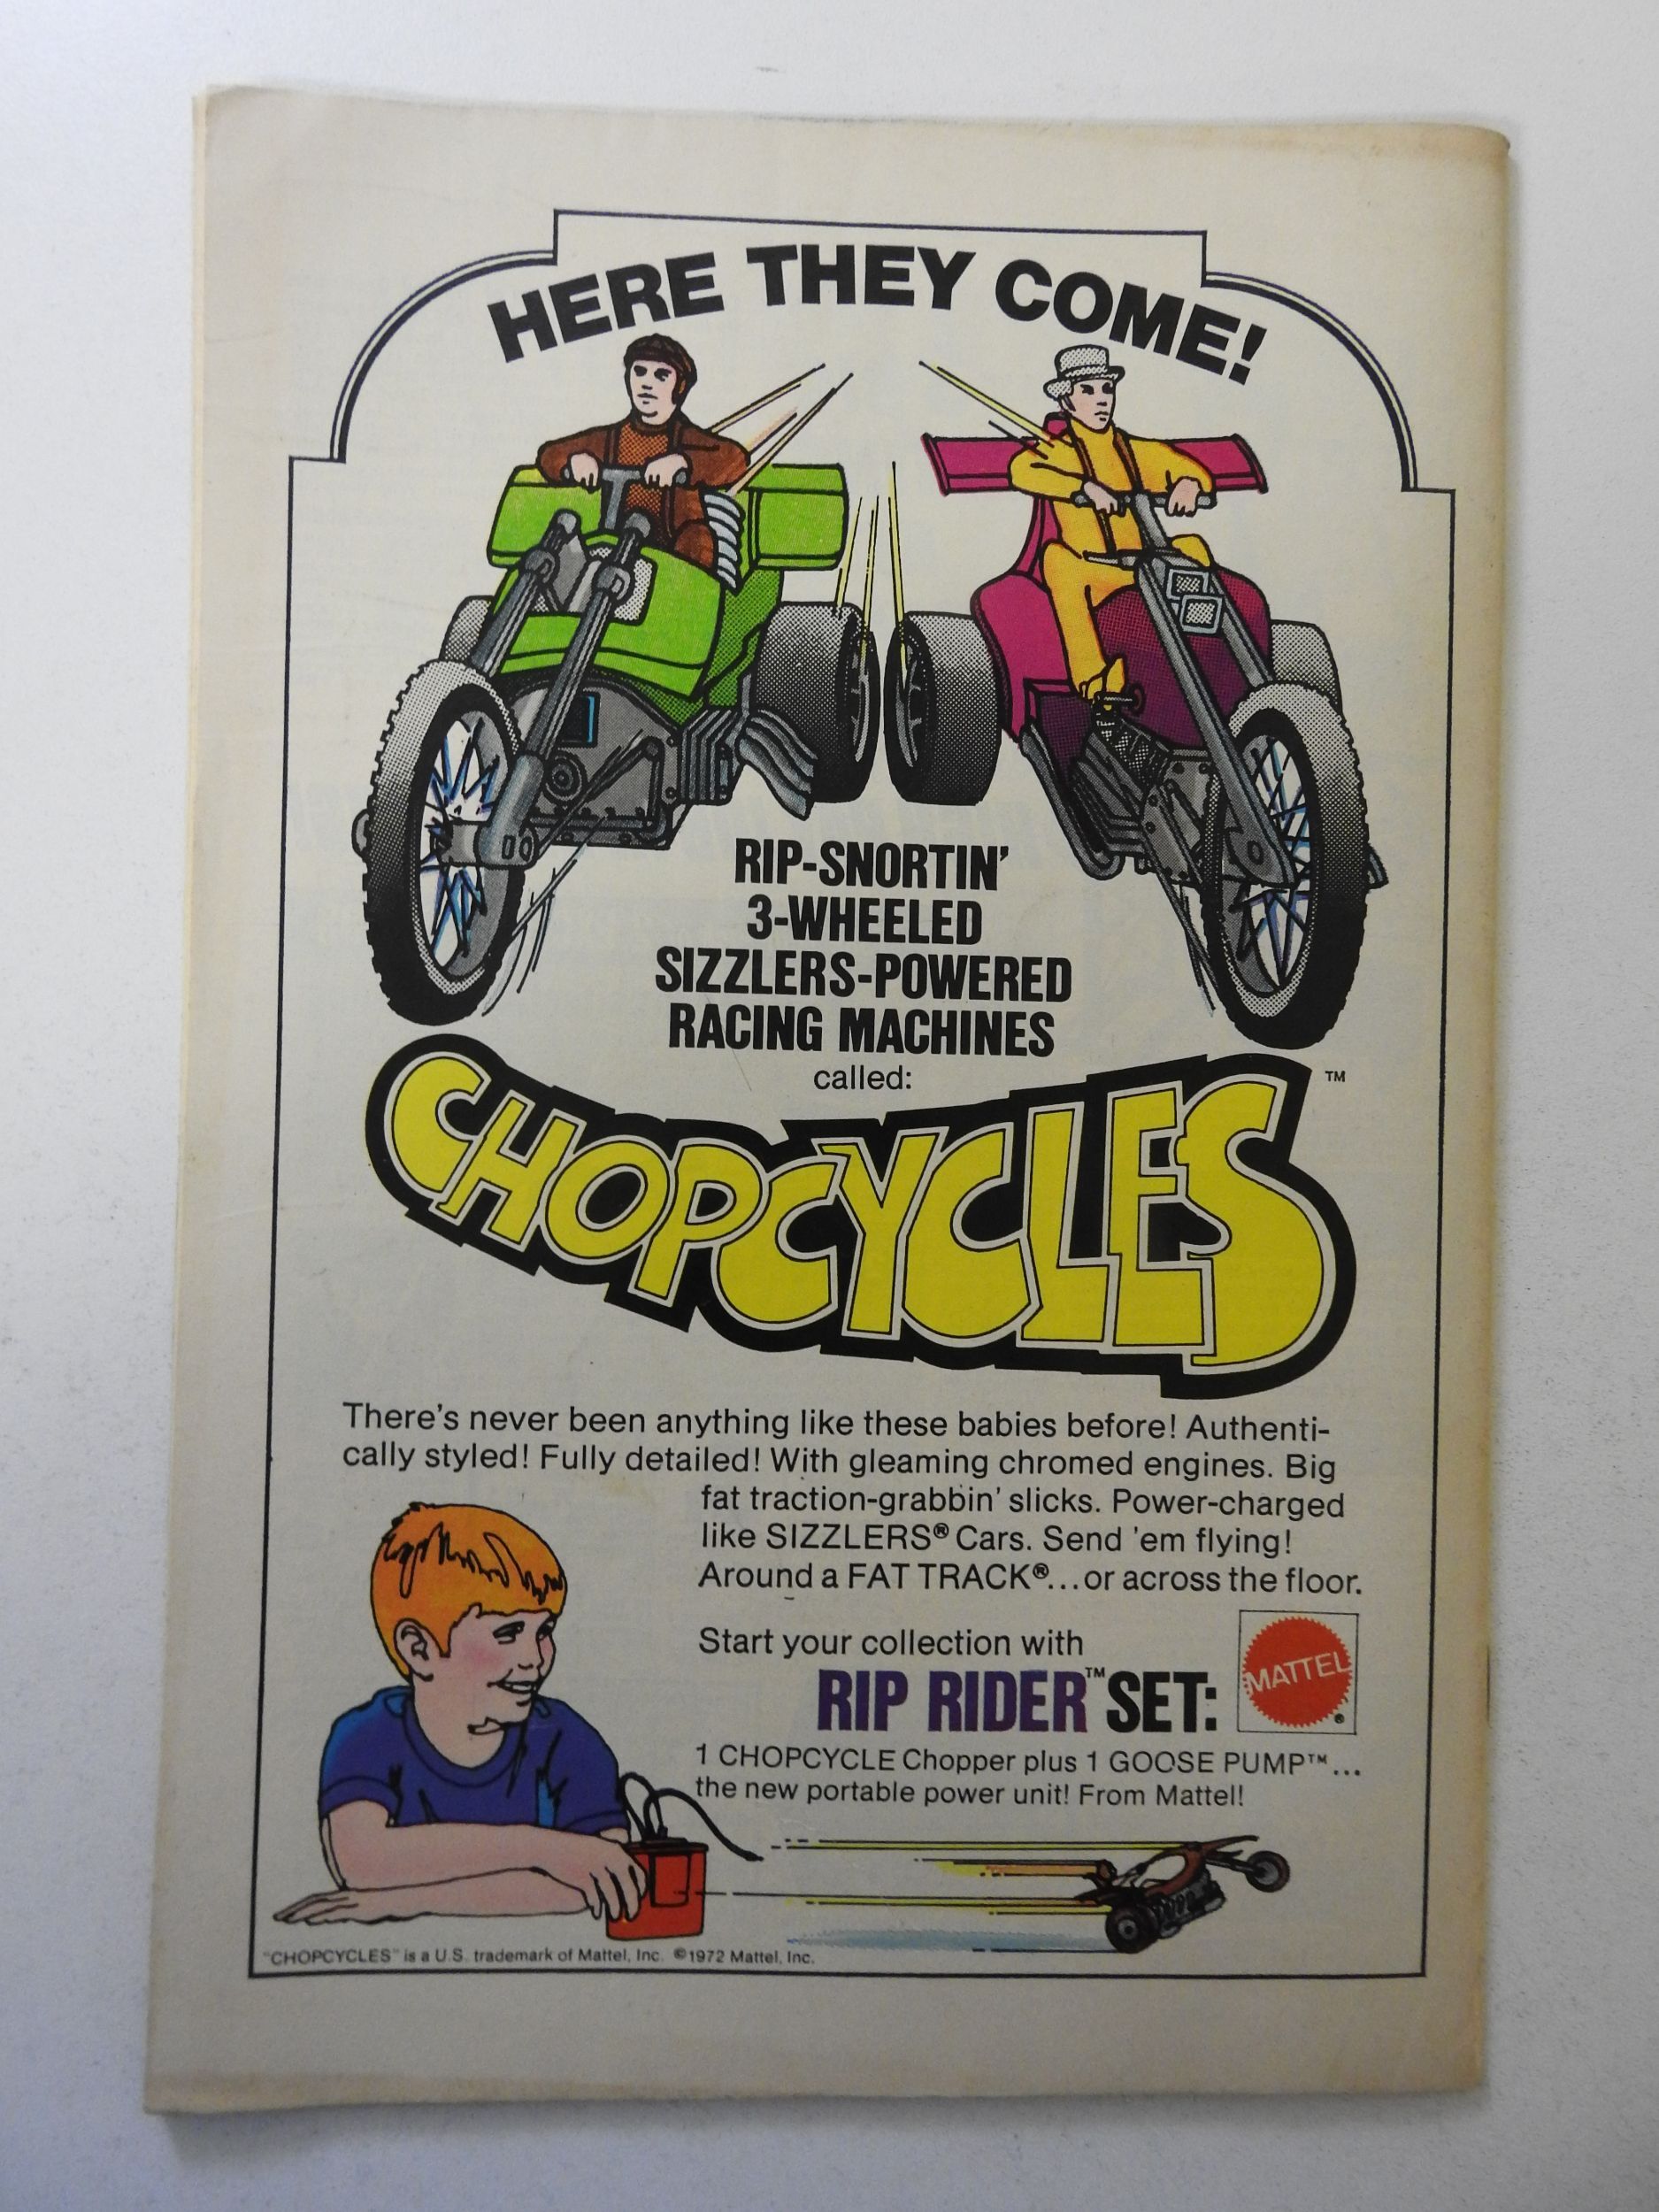 HERE THEY COME!
RIP-SNORTIN'
3-WHEELED
SIZZLERS-POWERED
RACING MACHINES
called:
CHOPCYCLES™
There's never been anything like these babies before! Authenti-
cally styled! Fully detailed! With gleaming chromed engines. Big
fat traction-grabbin' slicks. Power-charged
like SIZZLERS® Cars. Send 'em flying!
Around a FAT TRACK®...or across the floor.
Start your collection with
RIP RIDER™ SET:
MATTEL®
1 CHOPCYCLE Chopper plus 1 GOOSE PUMP™...
the new portable power unit! From Mattel!
"CHOPCYCLES" is a U.S. trademark of Mattel, Inc. ©1972 Mattel, Inc.